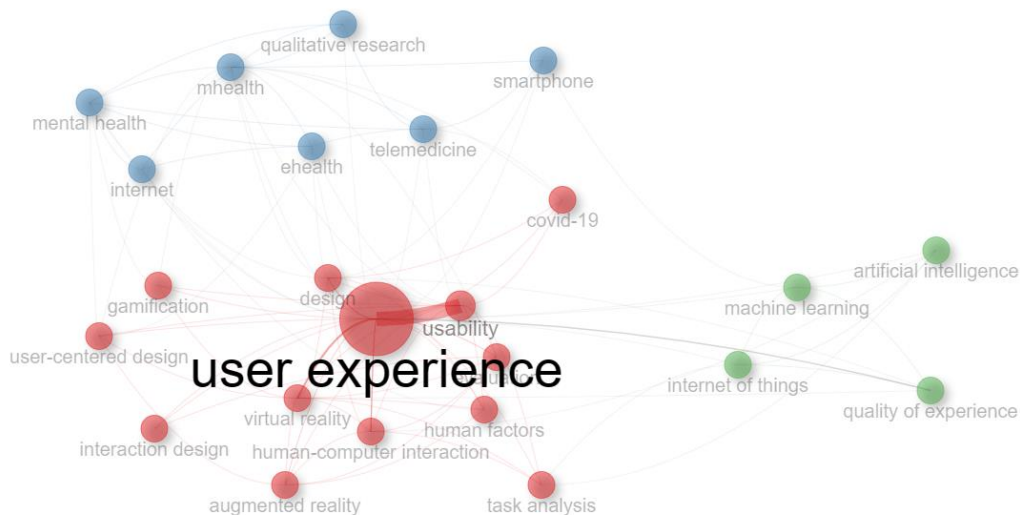 qualitative research
smartphone
mhealth
mental health
telemedicine
ehealth
internet
covid-19
artificial intelligence
design
gamification
machine learning
usability
user-centered design
user experience
internet of things
quality of experience
virtual reality
human factors
interaction design
human-computer interaction
augmented reality
task analysis